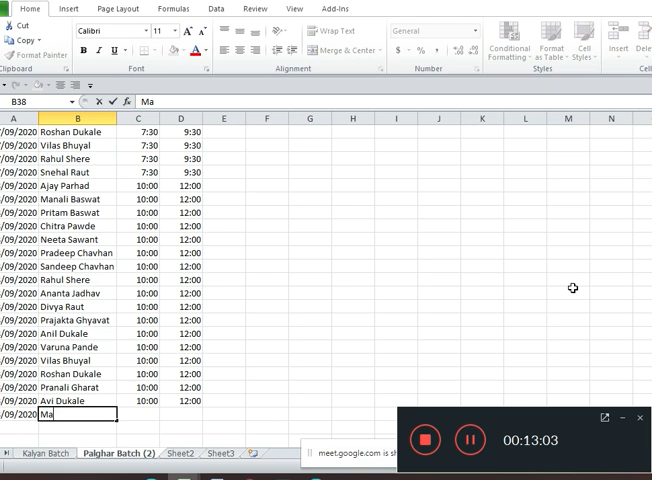 Home Insert Page Layout Formulas Data Review View Add-Ins
Cut
Copy
Format Painter
Clipboard
Calibri 11
Font
Wrap Text
Merge & Center
Alignment
General
Number
Conditional Formatting
Format as Table
Cell Styles
Styles
Insert
B38 Ma
A B C D E F G H I J K L M N
/09/2020 Roshan Dukale 7:30 9:30
/09/2020 Vilas Bhuyal 7:30 9:30
/09/2020 Rahul Shere 7:30 9:30
/09/2020 Snehal Raut 7:30 9:30
/09/2020 Ajay Parhad 10:00 12:00
/09/2020 Manali Baswat 10:00 12:00
/09/2020 Pritam Baswat 10:00 12:00
/09/2020 Chitra Pawde 10:00 12:00
/09/2020 Neeta Sawant 10:00 12:00
/09/2020 Pradeep Chavhan 10:00 12:00
/09/2020 Sandeep Chavhan 10:00 12:00
/09/2020 Rahul Shere 10:00 12:00
/09/2020 Ananta Jadhav 10:00 12:00
/09/2020 Divya Raut 10:00 12:00
/09/2020 Prajakta Ghyavat 10:00 12:00
/09/2020 Anil Dukale 10:00 12:00
/09/2020 Varuna Pande 10:00 12:00
/09/2020 Vilas Bhuyal 10:00 12:00
/09/2020 Roshan Dukale 10:00 12:00
/09/2020 Pranali Gharat 10:00 12:00
/09/2020 Avi Dukale 10:00 12:00
/09/2020 Ma
Kalyan Batch Palghar Batch (2) Sheet2 Sheet3
meet.google.com is sh
00:13:03